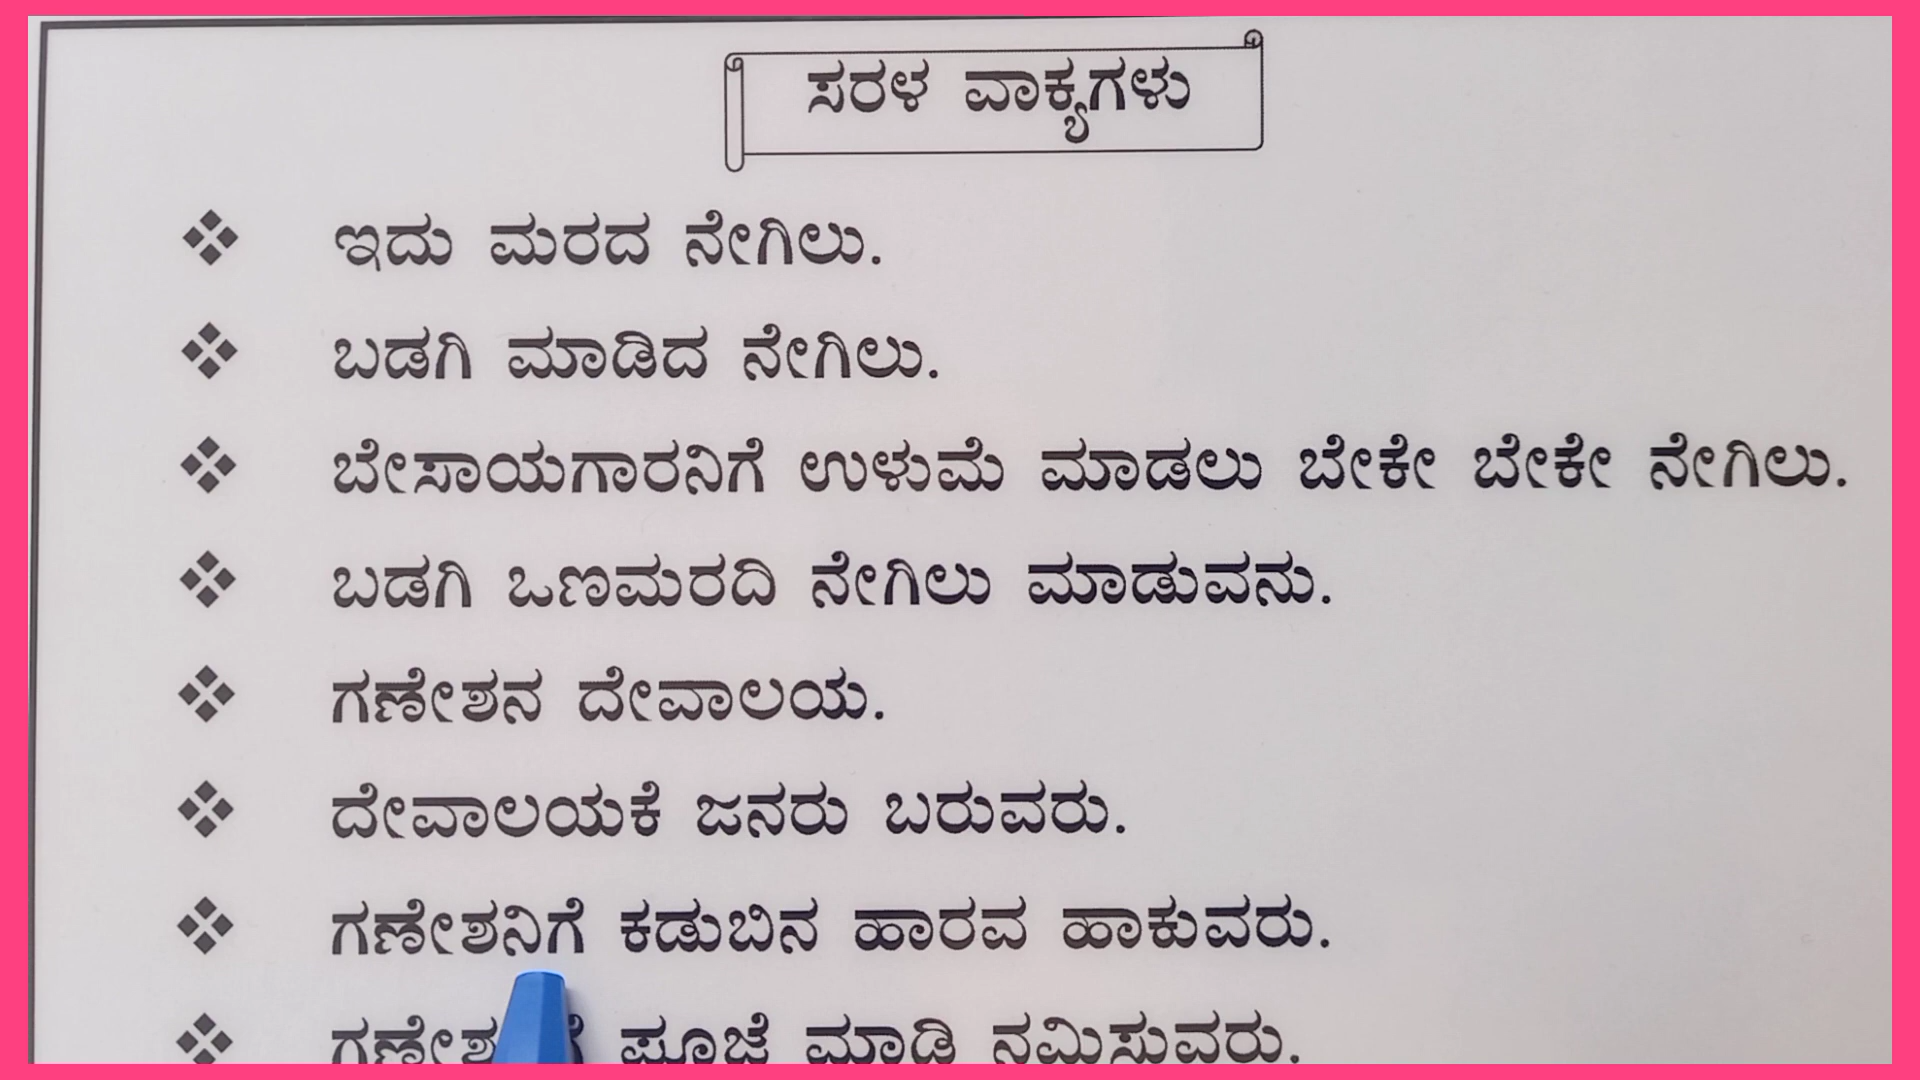 ಸರಳ ವಾಕ್ಯಗಳು
ಇದು ಮರದ ನೇಗಿಲು.
ಬಡಗಿ ಮಾಡಿದ ನೇಗಿಲು.
ಬೇಸಾಯಗಾರನಿಗೆ ಉಳುಮೆ ಮಾಡಲು ಬೇಕೇ ಬೇಕೇ ನೇಗಿಲು.
ಬಡಗಿ ಒಣಮರದಿ ನೇಗಿಲು ಮಾಡುವನು.
ಗಣೇಶನ ದೇವಾಲಯ.
ದೇವಾಲಯಕೆ ಜನರು ಬರುವರು.
ಗಣೇಶನಿಗೆ ಕಡುಬಿನ ಹಾರವ ಹಾಕುವರು.
ಪೂಜೆ ಮಾಡಿ ನಮಿಸುವರು.